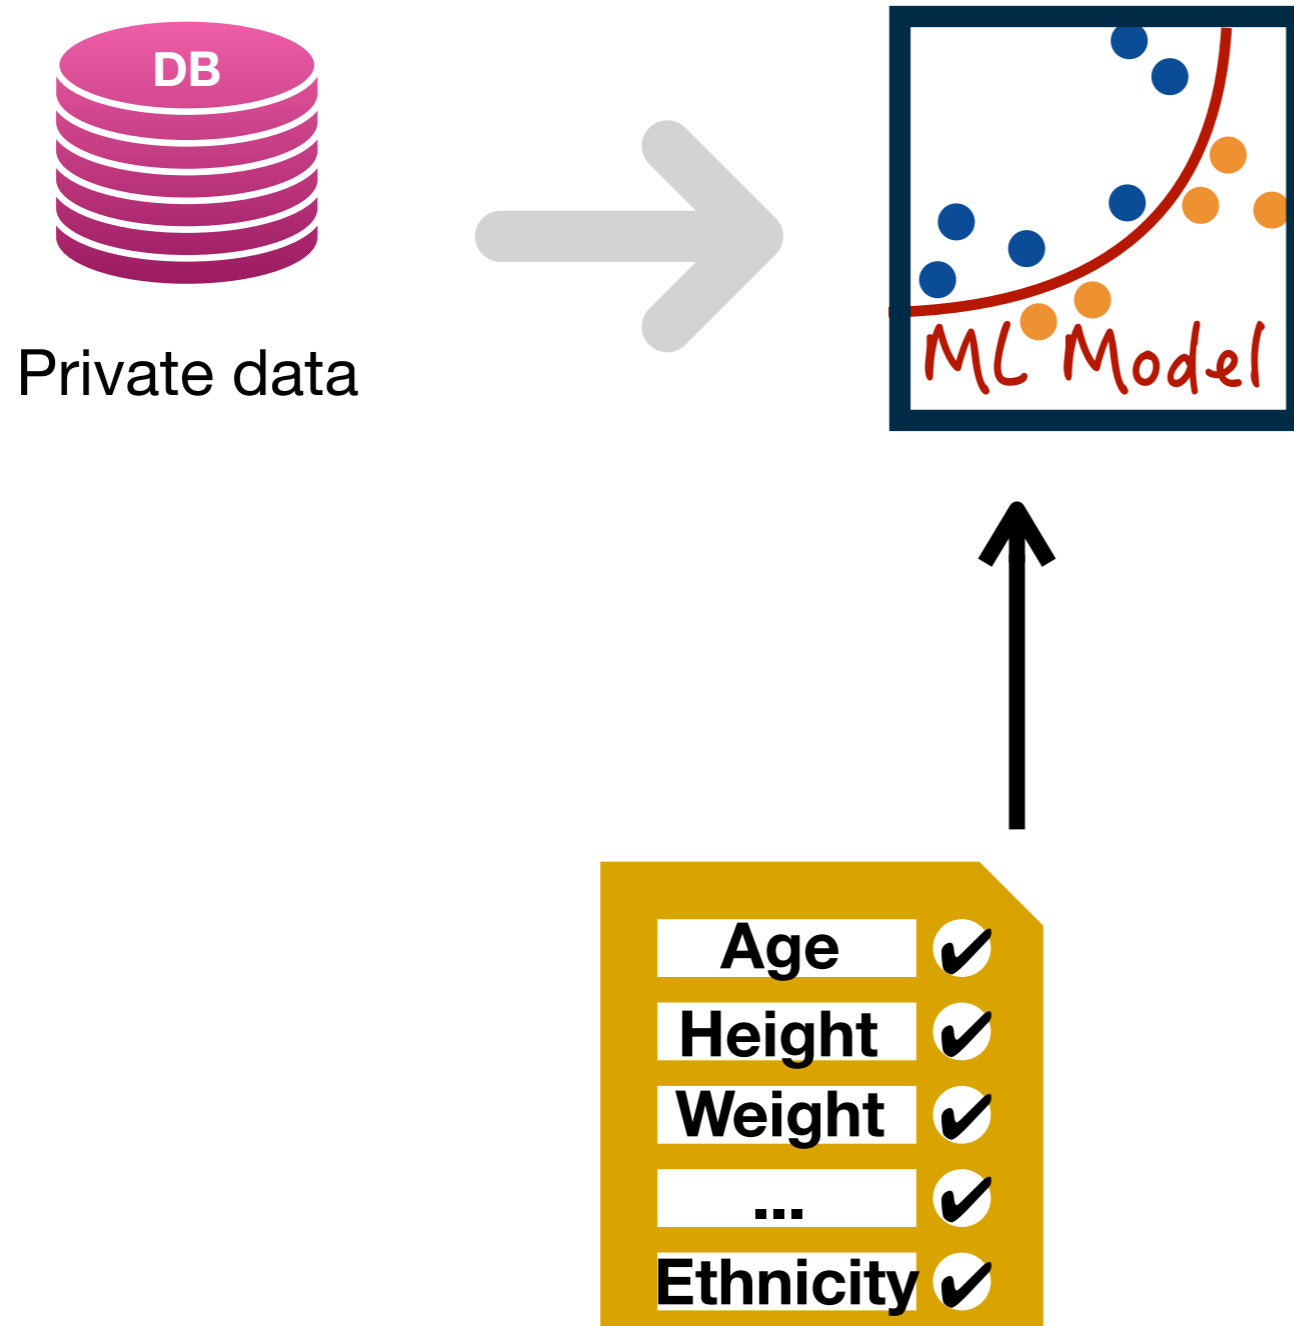 DB
Private data
ML Model
Age ✔
Height ✔
Weight ✔
... ✔
Ethnicity ✔